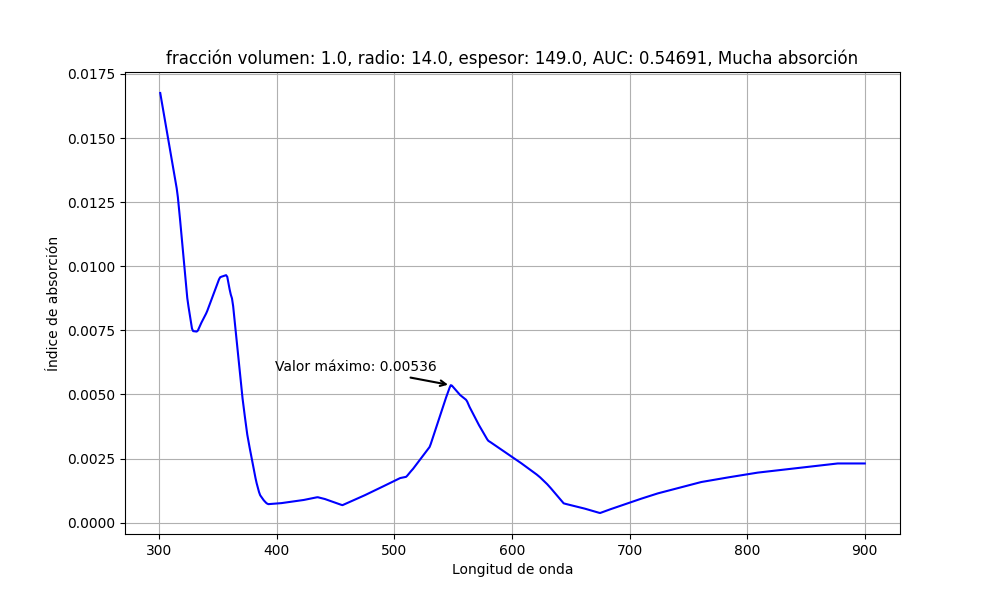 fracción volumen: 1.0, radio: 14.0, espesor: 149.0, AUC: 0.54691, Mucha absorción
0.0175
0.0150
0.0125
0.0100
0.0075
0.0050
0.0025
0.0000
Índice de absorción
Valor máximo: 0.00536
300 400 500 600 700 800 900
Longitud de onda